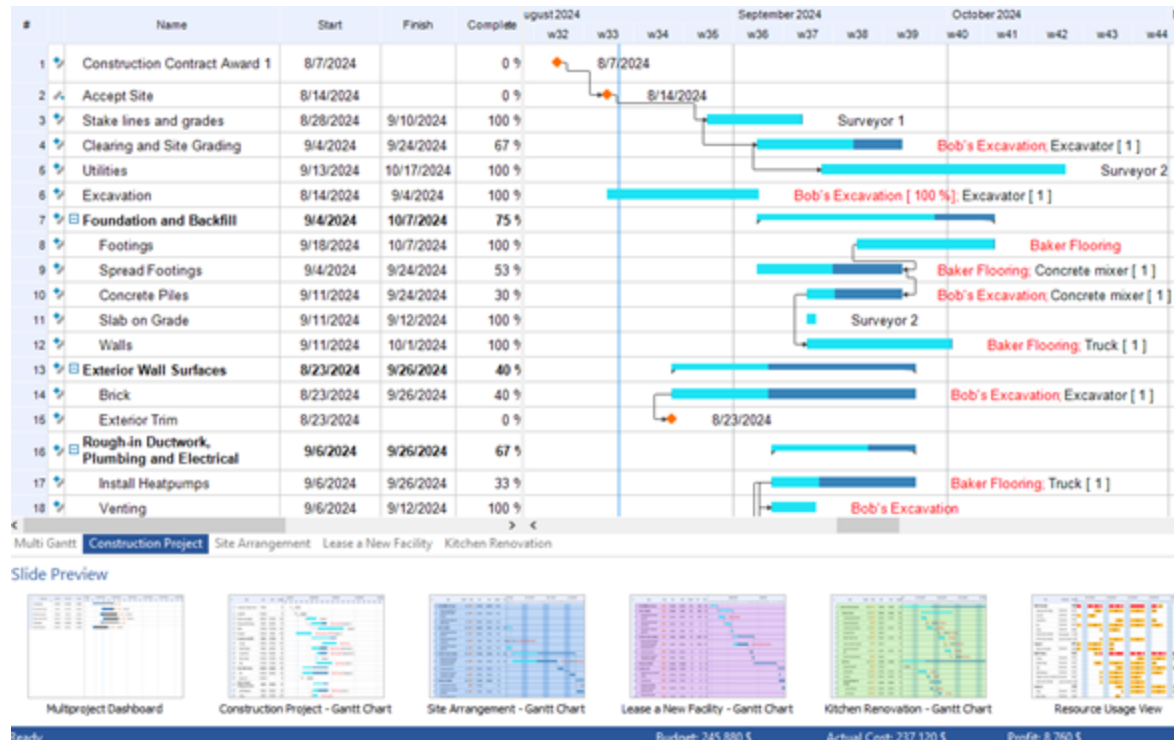 # Name Start Finish Complete ugust 2024 September 2024 October 2024
w32 w33 w34 w35 w36 w37 w38 w39 w40 w41 w42 w43 w44
1 Construction Contract Award 1 8/7/2024 0 % 8/7/2024
2 Accept Site 8/14/2024 0 % 8/14/2024
3 Stake lines and grades 8/28/2024 9/10/2024 100 % Surveyor 1
4 Clearing and Site Grading 9/4/2024 9/24/2024 67 % Bob's Excavation; Excavator [ 1 ]
5 Utilities 9/13/2024 10/17/2024 100 % Surveyor 2
6 Excavation 8/14/2024 9/4/2024 100 % Bob's Excavation [ 100 %]; Excavator [ 1 ]
7 Foundation and Backfill 9/4/2024 10/7/2024 75 %
8 Footings 9/18/2024 10/7/2024 100 % Baker Flooring
9 Spread Footings 9/4/2024 9/24/2024 53 % Baker Flooring; Concrete mixer [ 1 ]
10 Concrete Piles 9/11/2024 9/24/2024 30 % Bob's Excavation; Concrete mixer [ 1 ]
11 Slab on Grade 9/11/2024 9/12/2024 100 % Surveyor 2
12 Walls 9/11/2024 10/1/2024 100 % Baker Flooring; Truck [ 1 ]
13 Exterior Wall Surfaces 8/23/2024 9/26/2024 40 %
14 Brick 8/23/2024 9/26/2024 40 % Bob's Excavation; Excavator [ 1 ]
15 Exterior Trim 8/23/2024 0 % 8/23/2024
16 Rough-in Ductwork,
Plumbing and Electrical 9/6/2024 9/26/2024 67 %
17 Install Heatpumps 9/6/2024 9/26/2024 33 % Baker Flooring; Truck [ 1 ]
18 Venting 9/6/2024 9/12/2024 100 % Bob's Excavation
Multi Gantt Construction Project Site Arrangement Lease a New Facility Kitchen Renovation
Slide Preview
Multiproject Dashboard Construction Project - Gantt Chart Site Arrangement - Gantt Chart Lease a New Facility - Gantt Chart Kitchen Renovation - Gantt Chart Resource Usage View
Ready Budget: 245,880 $ Actual Cost: 237,120 $ Profit: 8,760 $